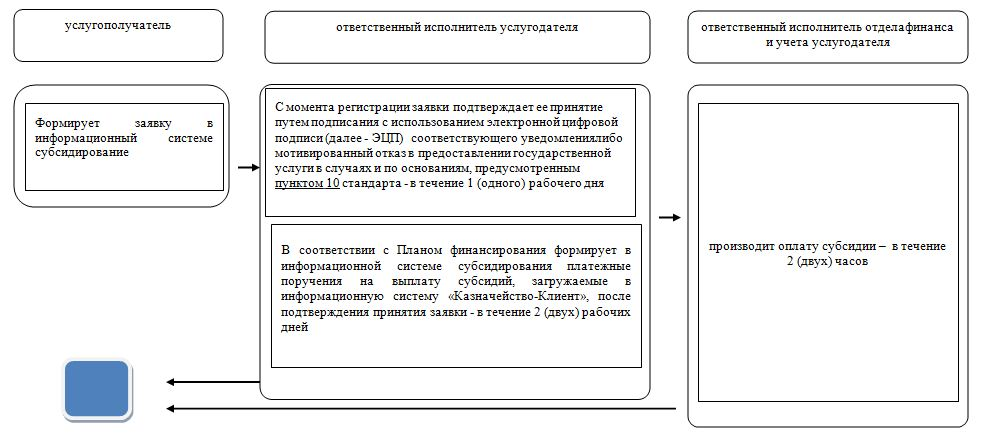 услугополучатель
ответственный исполнитель услугодателя
ответственный исполнитель отделафинанса
и учета услугодателя
Формирует заявку в
информационный системе
субсидирование
С момента регистрации заявки подтверждает ее принятие
путем подписания с использованием электронной цифровой
подписи (далее - ЭЦП) соответствующего уведомлениялибо
мотивированный отказ в предоставлении государственной
услуги в случаях и по основаниям, предусмотренным
пунктом 10 стандарта - в течение 1 (одного) рабочего дня
В соответствии с Планом финансирования формирует в
информационной системе субсидирования платежные
поручения на выплату субсидий, загружаемые в
информационную систему «Казначейство-Клиент», после
подтверждения принятия заявки - в течение 2 (двух) рабочих
дней
производит оплату субсидии – в течение
2 (двух) часов